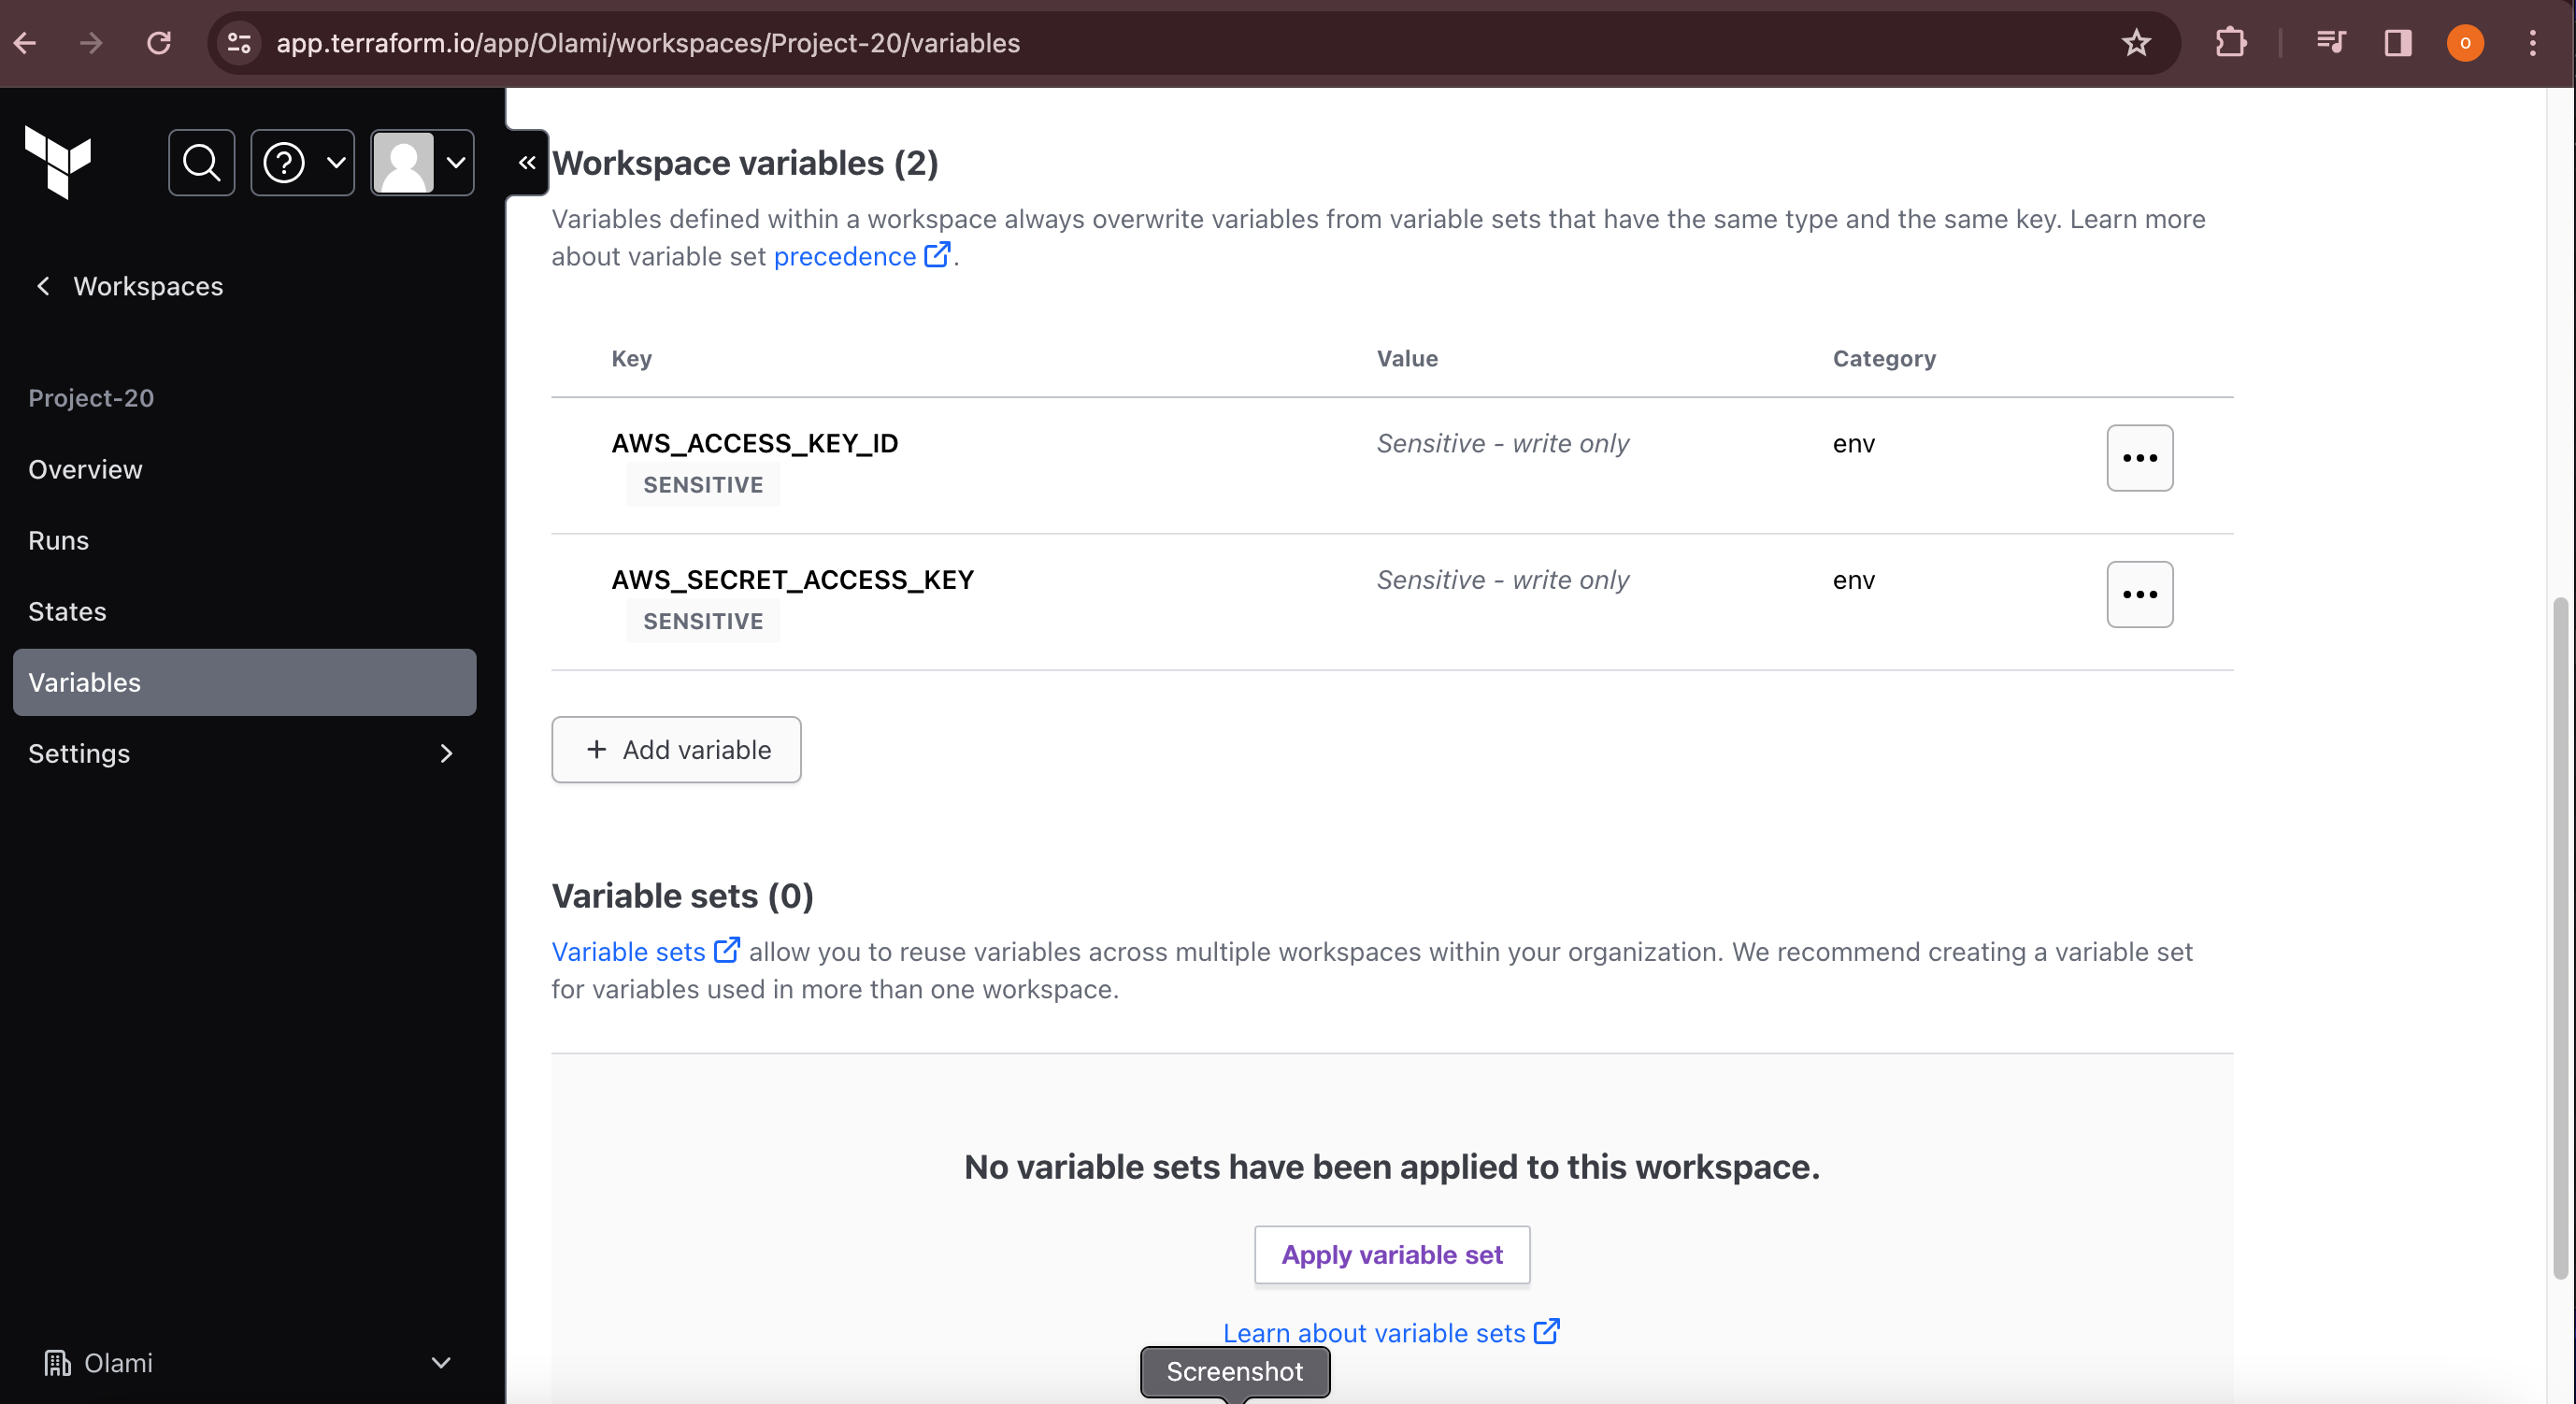 app.terraform.io/app/Olami/workspaces/Project-20/variables
O
Workspaces
Project-20
Overview
Runs
States
Variables
Settings
Olami
Workspace variables (2)
Variables defined within a workspace always overwrite variables from variable sets that have the same type and the same key. Learn more
about variable set precedence.
Key Value Category
AWS_ACCESS_KEY_ID Sensitive - write only env
SENSITIVE
AWS_SECRET_ACCESS_KEY Sensitive - write only env
SENSITIVE
+ Add variable
Variable sets (0)
Variable sets allow you to reuse variables across multiple workspaces within your organization. We recommend creating a variable set
for variables used in more than one workspace.
No variable sets have been applied to this workspace.
Apply variable set
Learn about variable sets
Screenshot